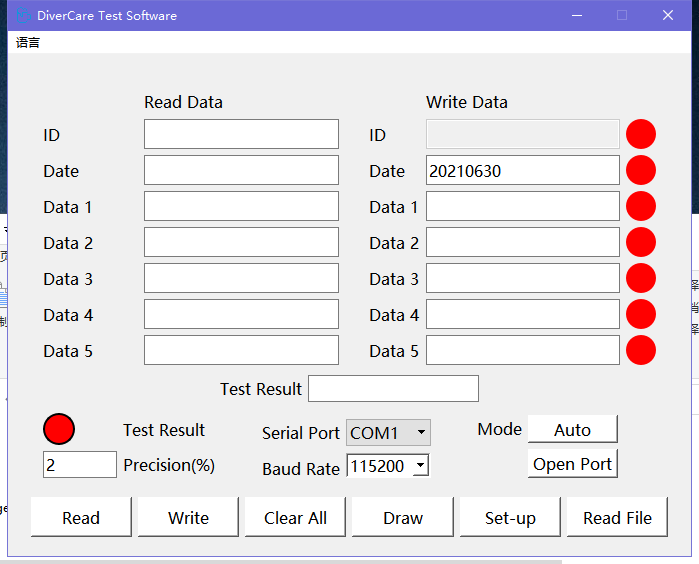 DiverCare Test Software
语言
Read Data Write Data
ID ID
Date Date 20210630
Data 1 Data 1
Data 2 Data 2
Data 3 Data 3
Data 4 Data 4
Data 5 Data 5
Test Result
Test Result Serial Port COM1 Mode Auto
2 Precision(%) Baud Rate 115200 Open Port
Read Write Clear All Draw Set-up Read File